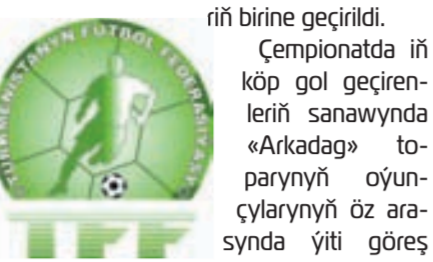 riň birine geçirildi.
Çempionatda iň
köp gol geçiren-
leriň sanawynda
«Arkadag» to-
parynyň oýun-
çylarynyň öz ara-
synda ýiti göreş
TÜRKMENISTANYŇ FUTBOL FEDERASIÝASY
TFF